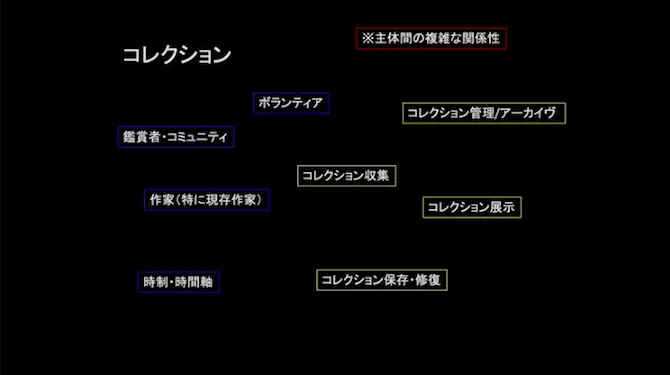 ※主体間の複雑な関係性
コレクション
ボランティア
コレクション管理/アーカイヴ
鑑賞者・コミュニティ
コレクション収集
作家(特に現存作家)
コレクション展示
時制・時間軸
コレクション保存・修復